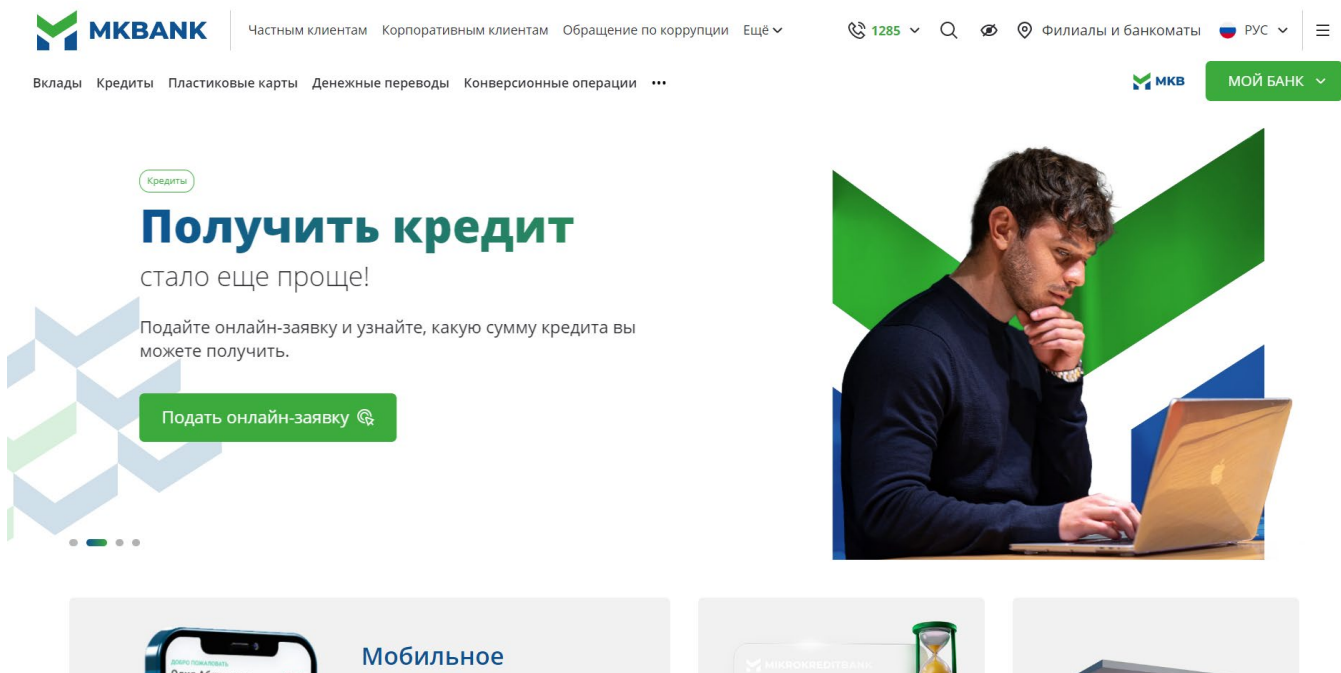 MKBANK
Частным клиентам Корпоративным клиентам Обращение по коррупции Ещё
1285
Филиалы и банкоматы
РУС
Вклады Кредиты Пластиковые карты Денежные переводы Конверсионные операции •••
МКВ
МОЙ БАНК
Кредиты
Получить кредит
стало еще проще!
Подайте онлайн-заявку и узнайте, какую сумму кредита вы
можете получить.
Подать онлайн-заявку
Мобильное
ДОБРО ПОЖАЛОВАТЬ
MIKROKREDITBANK